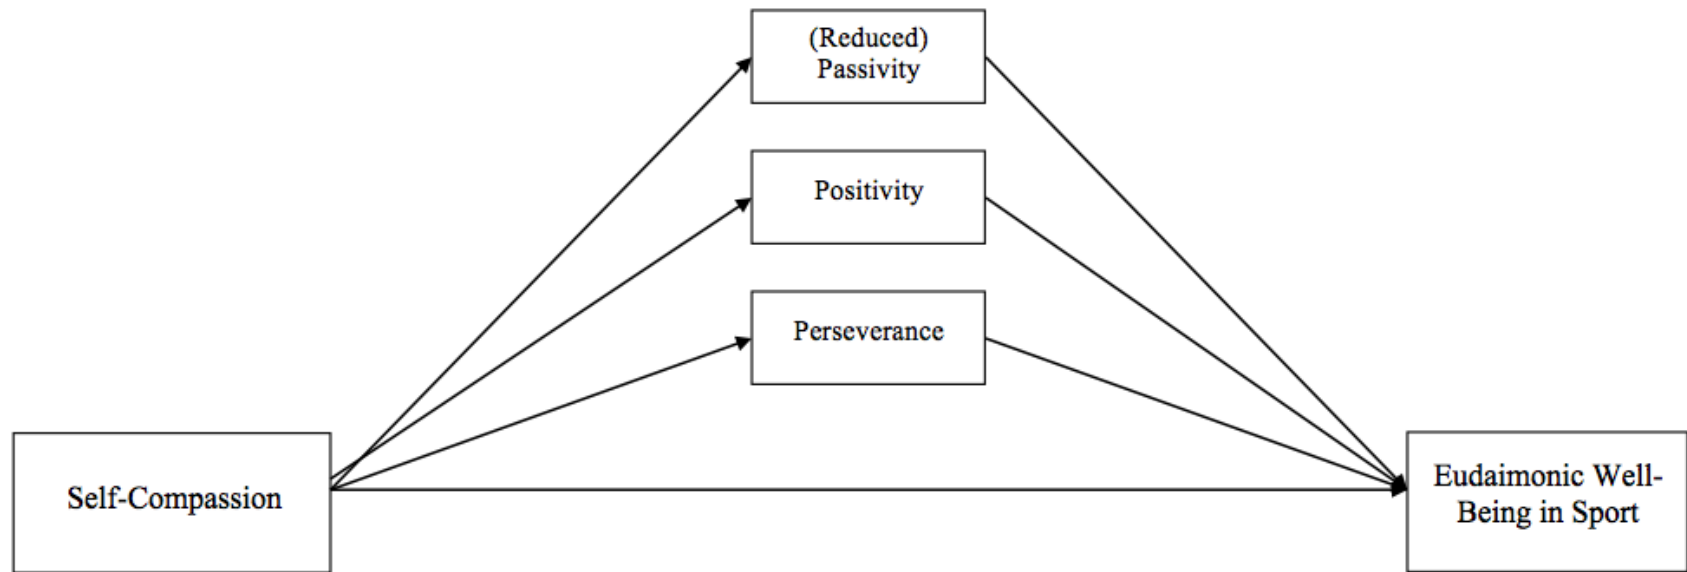 (Reduced)
Passivity
Positivity
Perseverance
Self-Compassion
Eudaimonic Well-
Being in Sport